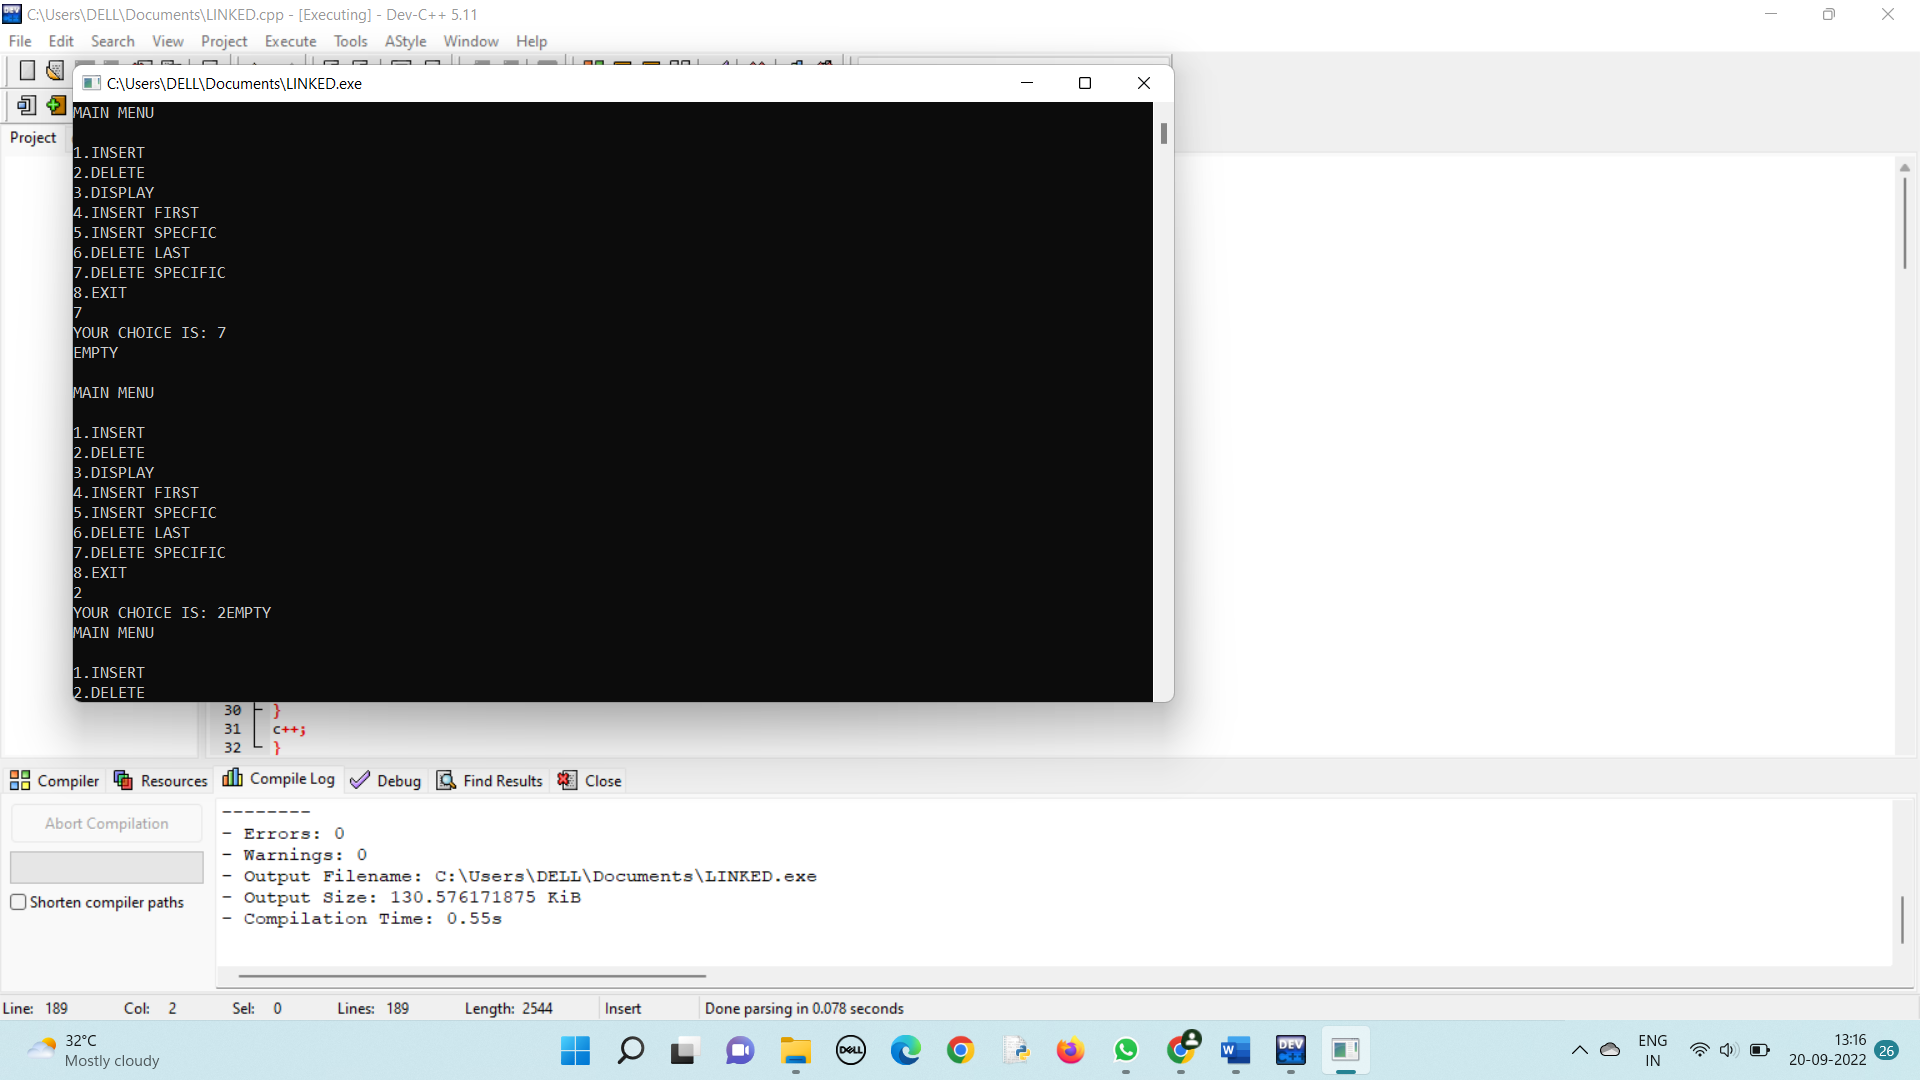 C:\Users\DELL\Documents\LINKED.cpp - [Executing] - Dev-C++ 5.11
File Edit Search View Project Execute Tools AStyle Window Help
C:\Users\DELL\Documents\LINKED.exe
Project
MAIN MENU
1.INSERT
2.DELETE
3.DISPLAY
4.INSERT FIRST
5.INSERT SPECFIC
6.DELETE LAST
7.DELETE SPECIFIC
8.EXIT
7
YOUR CHOICE IS: 7
EMPTY
MAIN MENU
1.INSERT
2.DELETE
3.DISPLAY
4.INSERT FIRST
5.INSERT SPECFIC
6.DELETE LAST
7.DELETE SPECIFIC
8.EXIT
2
YOUR CHOICE IS: 2EMPTY
MAIN MENU
1.INSERT
2.DELETE
30 }
31 c++;
32 }
Compiler Resources Compile Log Debug Find Results Close
Abort Compilation
Shorten compiler paths
--------
- Errors: 0
- Warnings: 0
- Output Filename: C:\Users\DELL\Documents\LINKED.exe
- Output Size: 130.576171875 KiB
- Compilation Time: 0.55s
Line: 189 Col: 2 Sel: 0 Lines: 189 Length: 2544 Insert Done parsing in 0.078 seconds
32°C
Mostly cloudy
DELL
W
DEV
C++
ENG
IN
13:16
20-09-2022
26